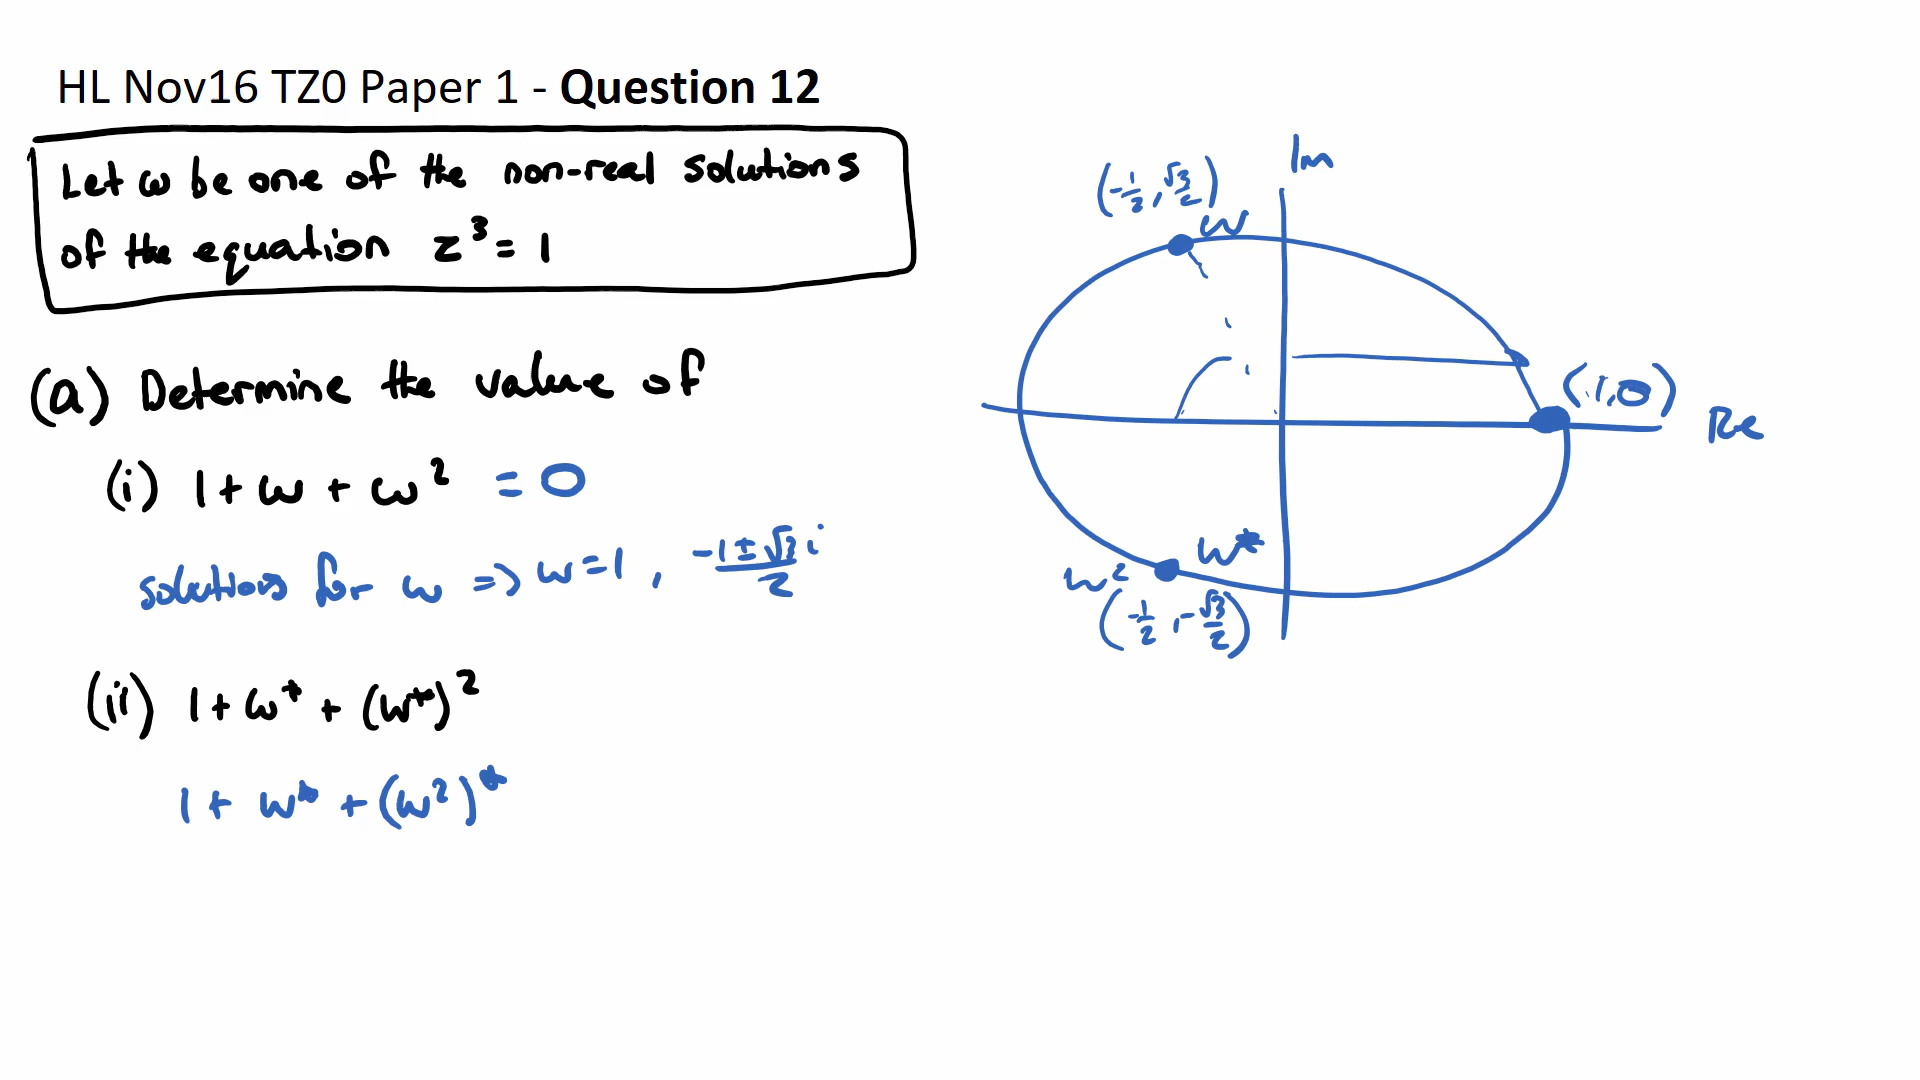 HL Nov16 TZ0 Paper 1 - Question 12
Let ω be one of the non-real solutions
of the equation z³ = 1
(a) Determine the value of
(i) 1 + ω + ω² = 0
solutions for ω => ω = 1, (-1 ± √3 i)/2
(ii) 1 + ω* + (ω*)²
1 + ω* + (ω²)*
Im
(-1/2, √3/2)
ω
(1,0)
Re
ω*
ω²
(-1/2, -√3/2)